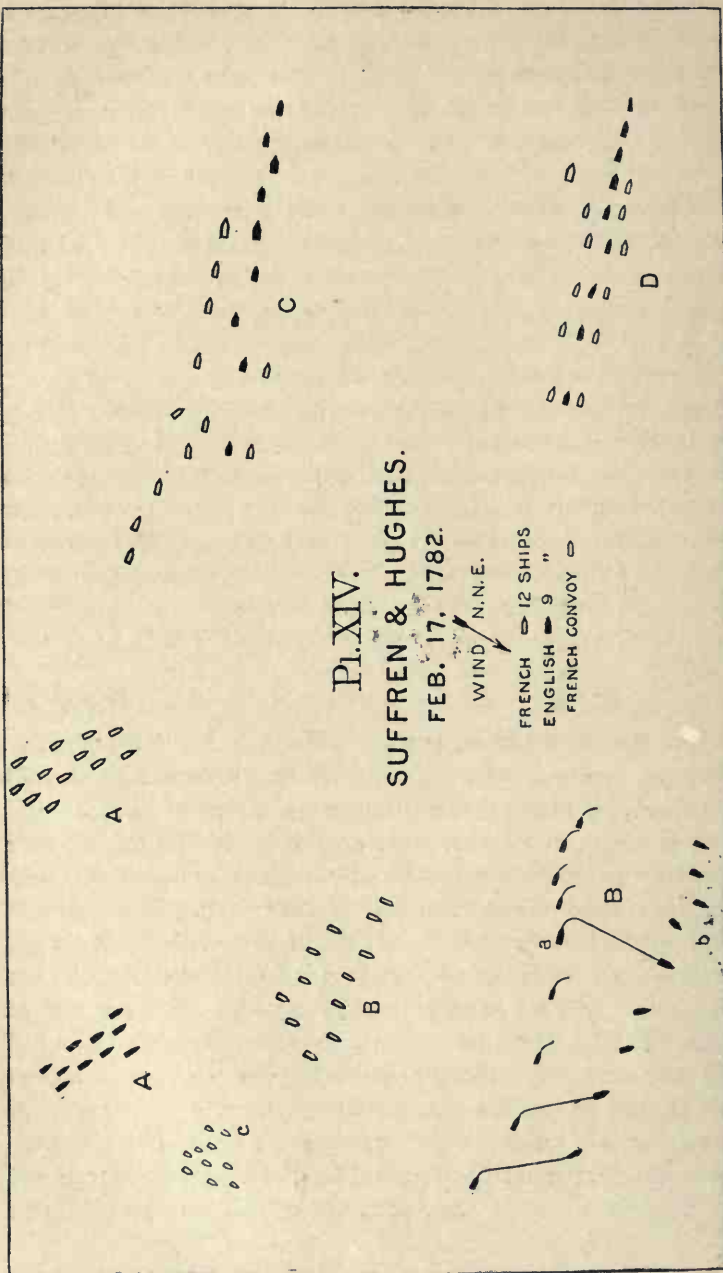 Pl. XIV.
SUFFREN & HUGHES.
FEB. 17, 1782.
WIND N.N.E.
FRENCH 12 SHIPS
ENGLISH 9 "
FRENCH CONVOY
A
A
B
c
a
B
b
C
D